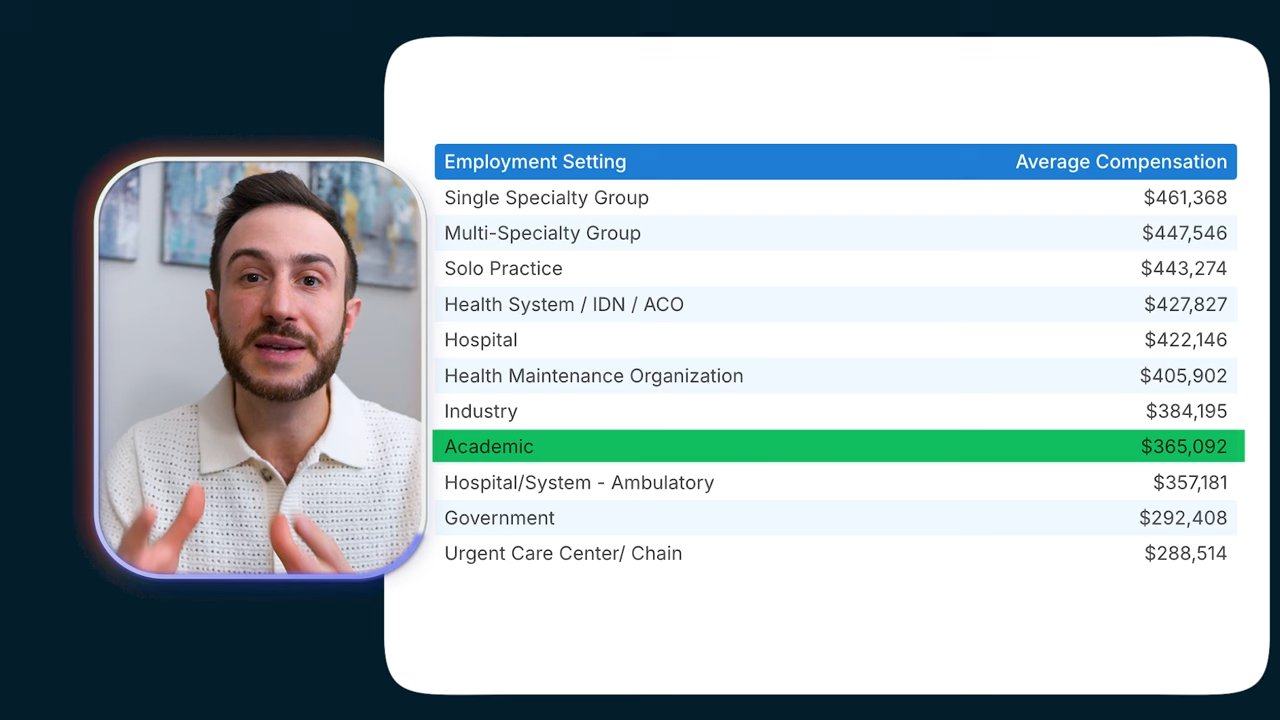 Employment Setting Average Compensation
Single Specialty Group $461,368
Multi-Specialty Group $447,546
Solo Practice $443,274
Health System / IDN / ACO $427,827
Hospital $422,146
Health Maintenance Organization $405,902
Industry $384,195
Academic $365,092
Hospital/System - Ambulatory $357,181
Government $292,408
Urgent Care Center/ Chain $288,514